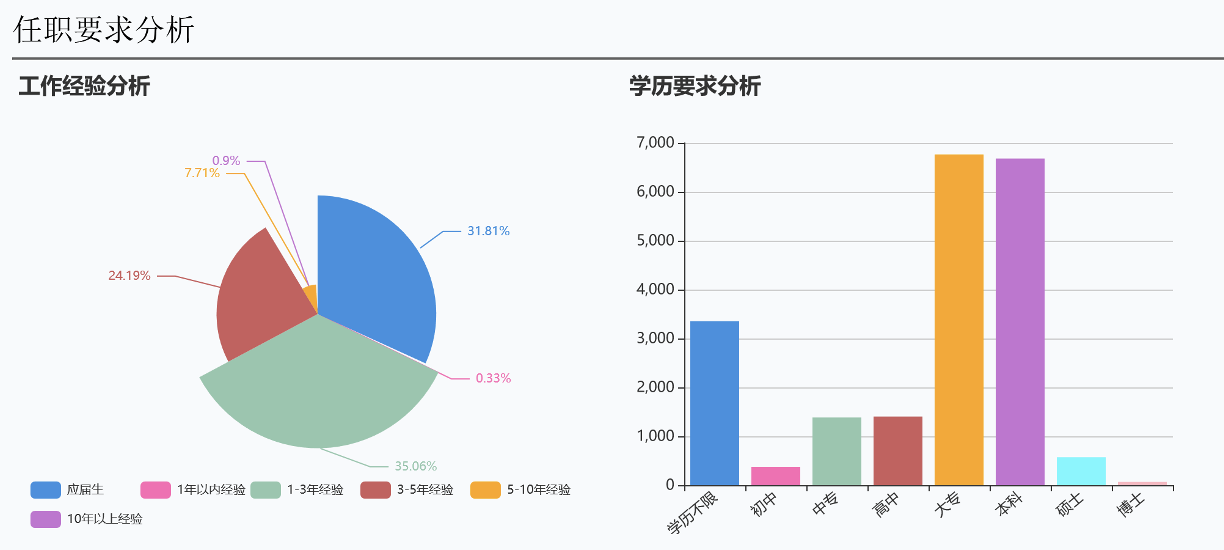 任职要求分析
工作经验分析
0.9%
7.71%
31.81%
24.19%
0.33%
35.06%
应届生 1年以内经验 1-3年经验 3-5年经验 5-10年经验
10年以上经验
学历要求分析
7,000
6,000
5,000
4,000
3,000
2,000
1,000
0
学历不限 初中 中专 高中 大专 本科 硕士 博士